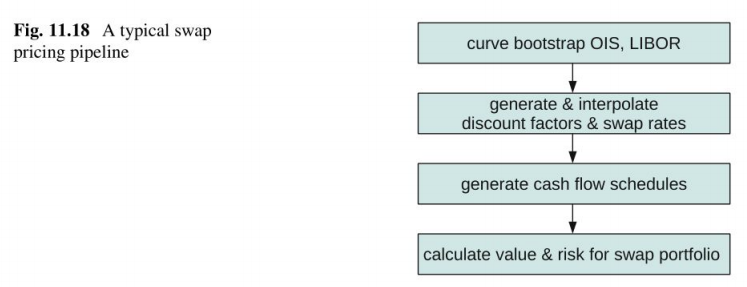 Fig. 11.18 A typical swap
pricing pipeline
curve bootstrap OIS, LIBOR
generate & interpolate
discount factors & swap rates
generate cash flow schedules
calculate value & risk for swap portfolio